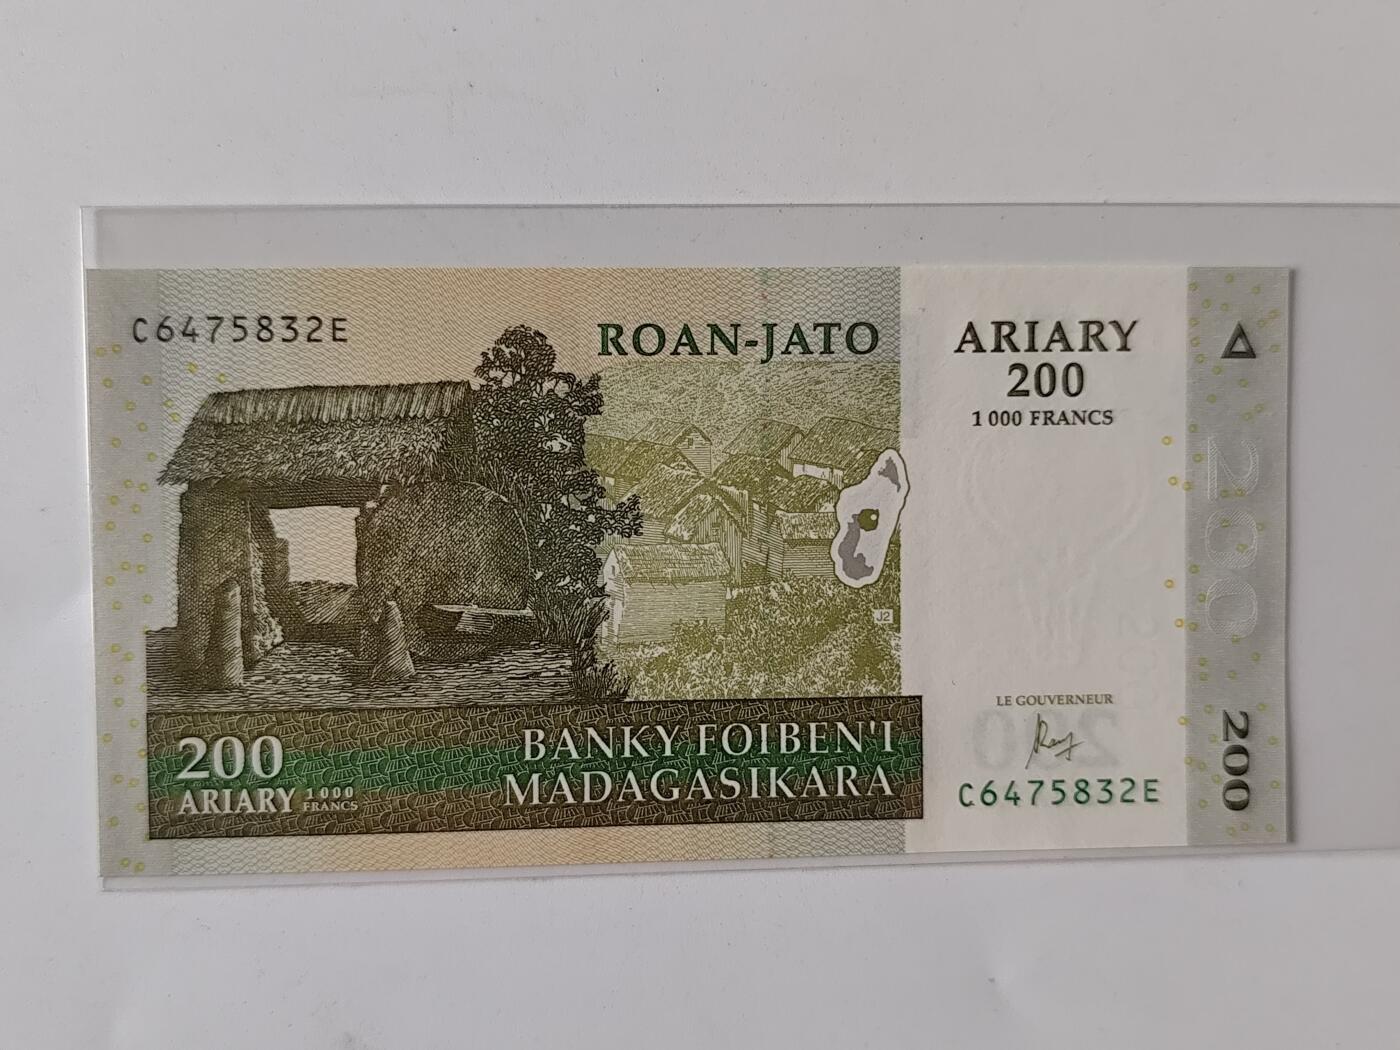 C6475832E
ROAN-JATO
ARIARY
200
1 000 FRANCS
200
J2
LE GOUVERNEUR
200
ARIARY 1 000 FRANCS
BANKY FOIBEN'I
MADAGASIKARA
C6475832E
200